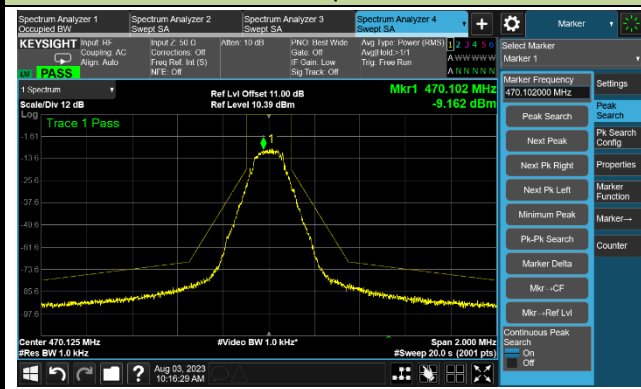 Spectrum Analyzer 1
Occupied BW
Spectrum Analyzer 2
Swept SA
Spectrum Analyzer 3
Swept SA
Spectrum Analyzer 4
Swept SA
Marker
KEYSIGHT
Input: RF
Coupling: AC
Align: Auto
Input Z: 50 Ω
Corrections: Off
Freq Ref: Int (S)
NFE: Off
Atten: 10 dB
PNO: Best Wide
Gate: Off
IF Gain: Low
Sig Track: Off
Avg Type: Power (RMS)
Avg|Hold:>1/1
Trig: Free Run
1 2 3 4 5 6
A W W W W W
A N N N N N
PASS
Select Marker
Marker 1
1 Spectrum
Scale/Div 12 dB
Ref Lvl Offset 11.00 dB
Ref Level 10.39 dBm
Mkr1 470.102 MHz
-9.162 dBm
Log
Trace 1 Pass
1
-1.61
-13.6
-25.6
-37.6
-49.6
-61.6
-73.6
-85.6
-97.6
Center 470.125 MHz
#Res BW 1.0 kHz
#Video BW 1.0 kHz*
Span 2.000 MHz
#Sweep 20.0 s (2001 pts)
Marker Frequency
470.102000 MHz
Peak Search
Next Peak
Next Pk Right
Next Pk Left
Minimum Peak
Pk-Pk Search
Marker Delta
Mkr→CF
Mkr→Ref Lvl
Continuous Peak
Search
On
Off
Settings
Peak
Search
Pk Search
Config
Properties
Marker
Function
Marker→
Counter
Aug 03, 2023
10:16:29 AM